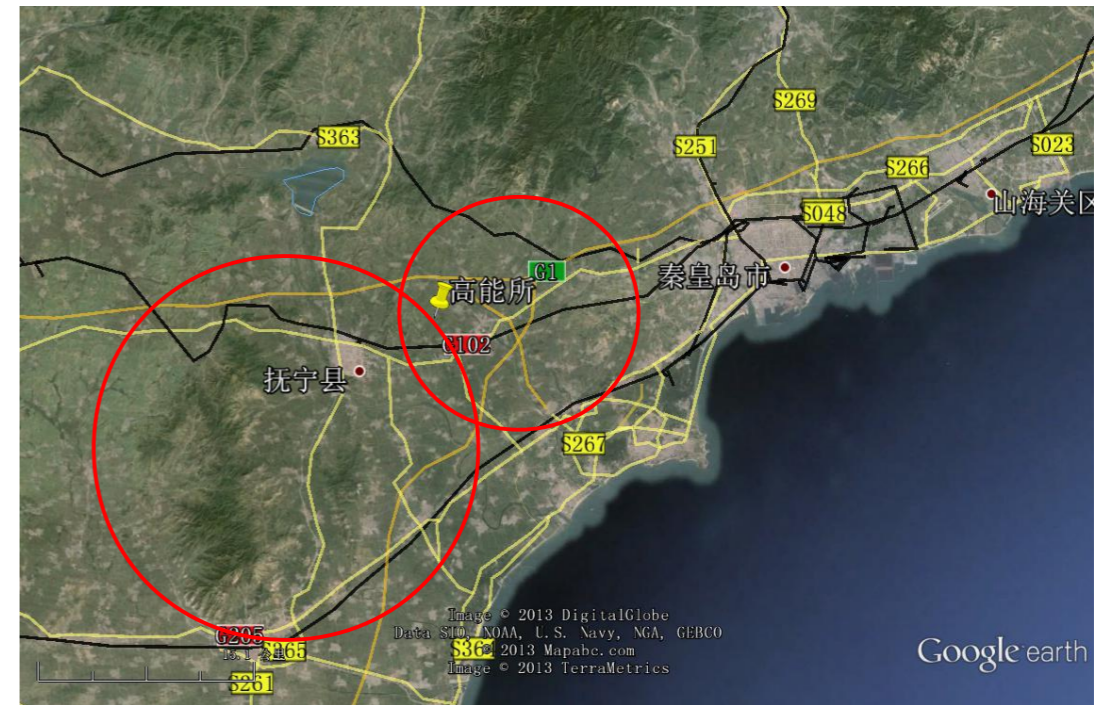 S269
S363
S251
S023
S266
山海关区
S048
G1
秦皇岛市
高能所
G102
抚宁县
S267
Image © 2013 DigitalGlobe
Data SIO, NOAA, U.S. Navy, NGA, GEBCO
© 2013 Mapabc.com
Image © 2013 TerraMetrics
G205
S265
S364
S261
Google earth